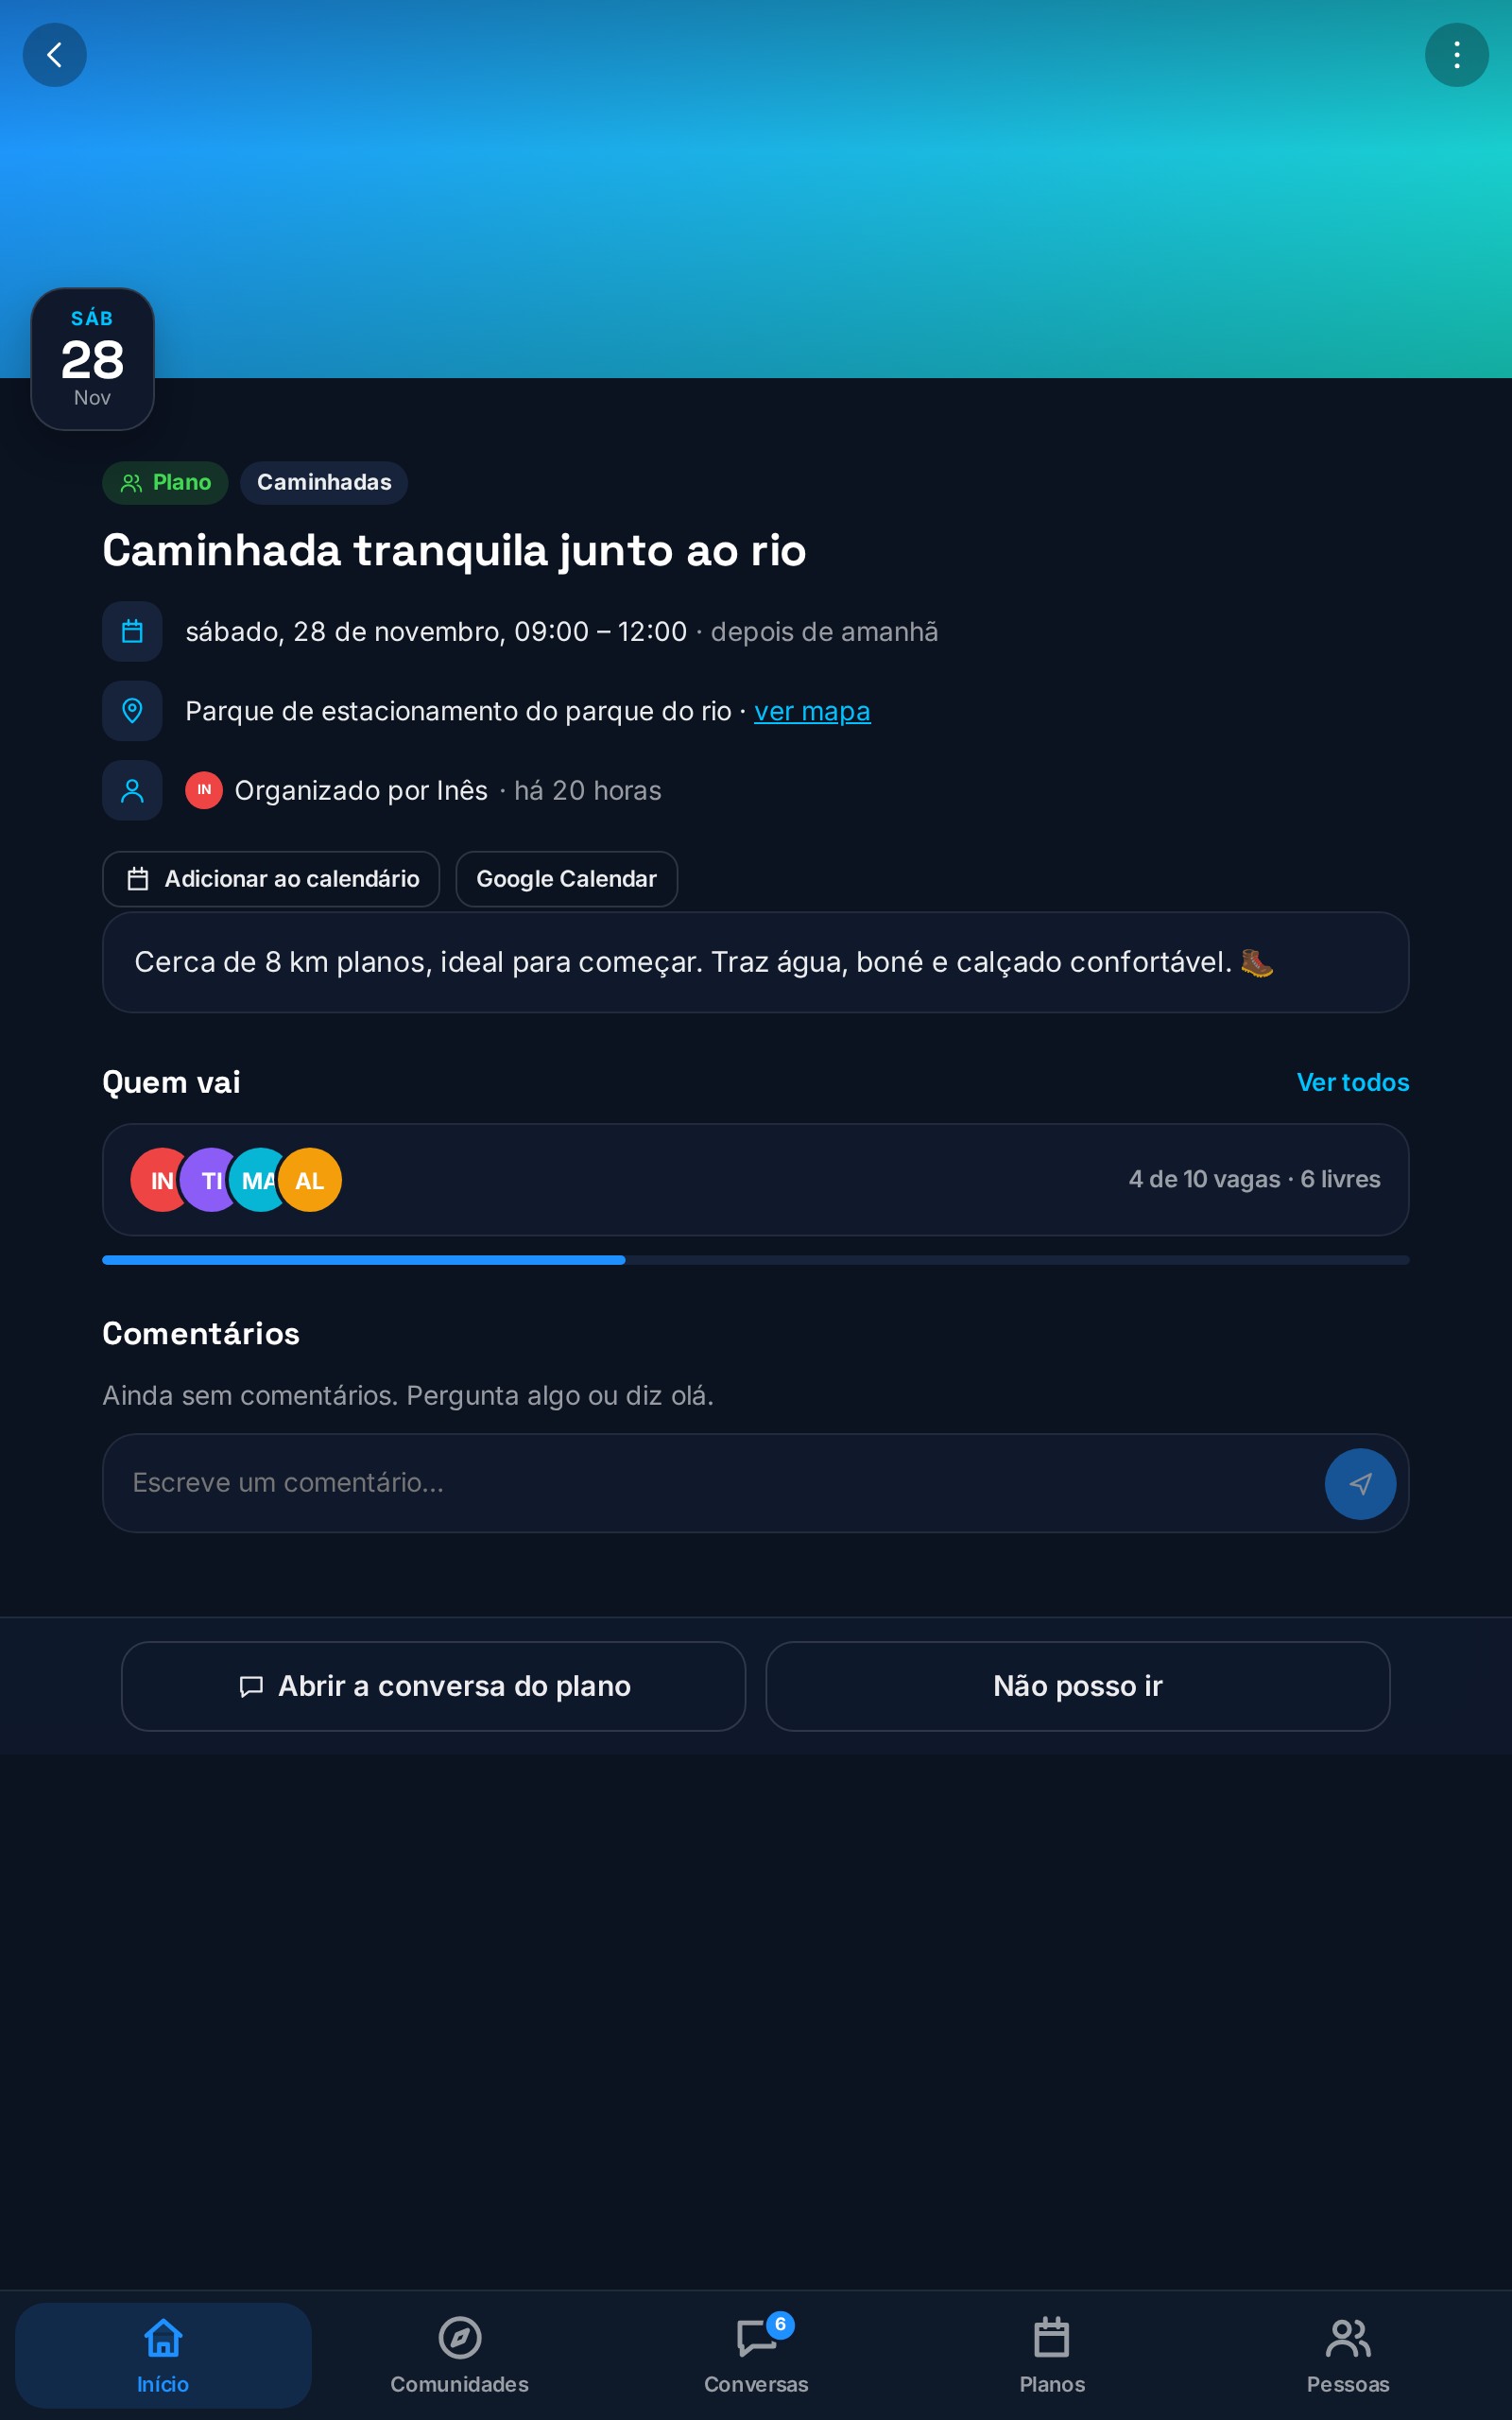 SÁB
28
Nov
Plano
Caminhadas
Caminhada tranquila junto ao rio
sábado, 28 de novembro, 09:00 – 12:00 · depois de amanhã
Parque de estacionamento do parque do rio · ver mapa
IN Organizado por Inês · há 20 horas
Adicionar ao calendário
Google Calendar
Cerca de 8 km planos, ideal para começar. Traz água, boné e calçado confortável. 🥾
Quem vai
Ver todos
IN TI MA AL
4 de 10 vagas · 6 livres
Comentários
Ainda sem comentários. Pergunta algo ou diz olá.
Escreve um comentário...
Abrir a conversa do plano
Não posso ir
6
Início
Comunidades
Conversas
Planos
Pessoas